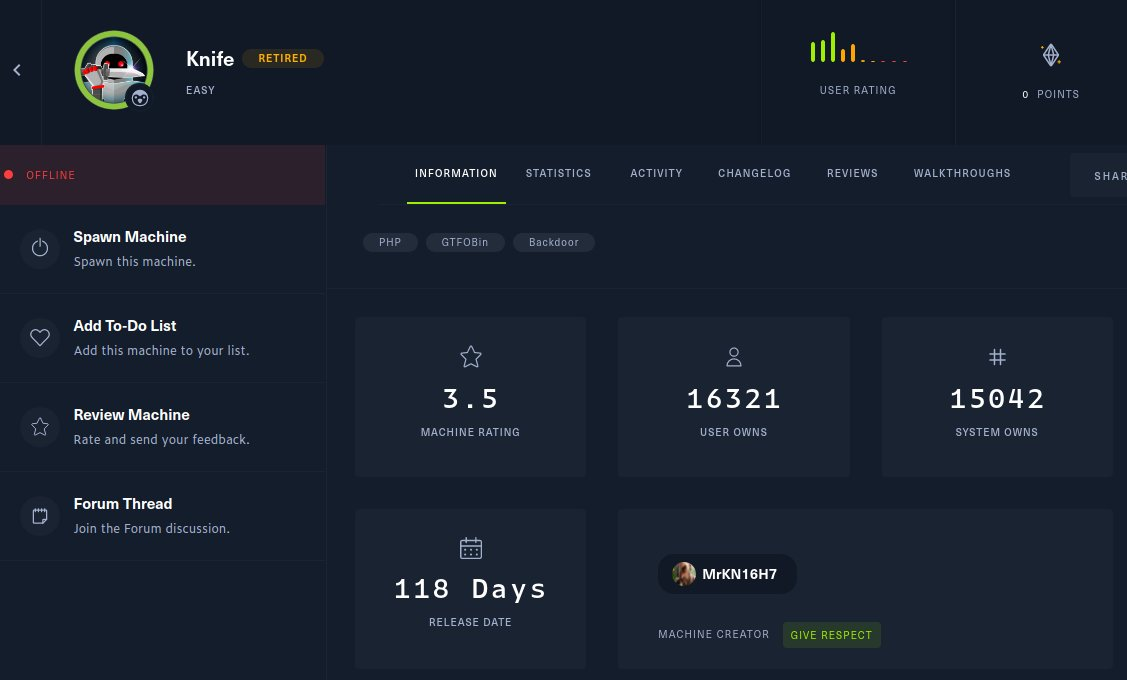 Knife RETIRED
EASY
USER RATING
0 POINTS
OFFLINE
INFORMATION STATISTICS ACTIVITY CHANGELOG REVIEWS WALKTHROUGHS SHAR
Spawn Machine
Spawn this machine.
PHP GTFOBin Backdoor
Add To-Do List
Add this machine to your list.
Review Machine
Rate and send your feedback.
Forum Thread
Join the Forum discussion.
3.5 16321 15042
MACHINE RATING USER OWNS SYSTEM OWNS
118 Days
RELEASE DATE
MrKN16H7
MACHINE CREATOR GIVE RESPECT